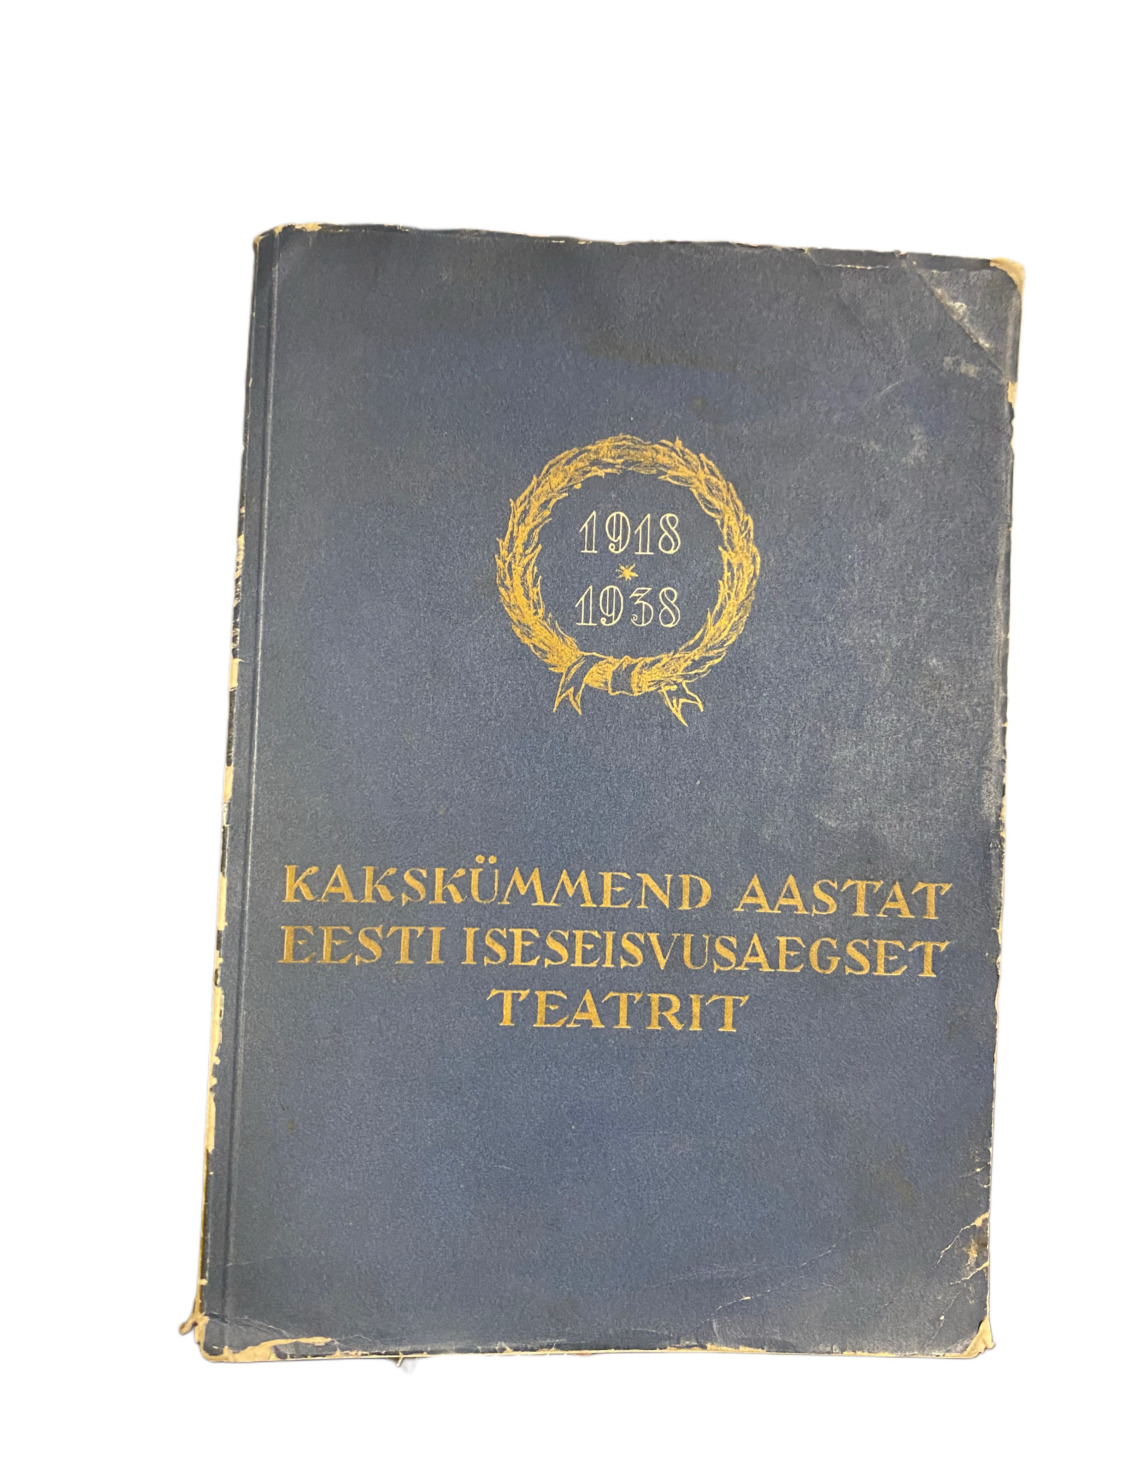 1918
1938
KAKSKÜMMEND AASTAT
EESTI ISESEISVUSAEGSET
TEATRIT